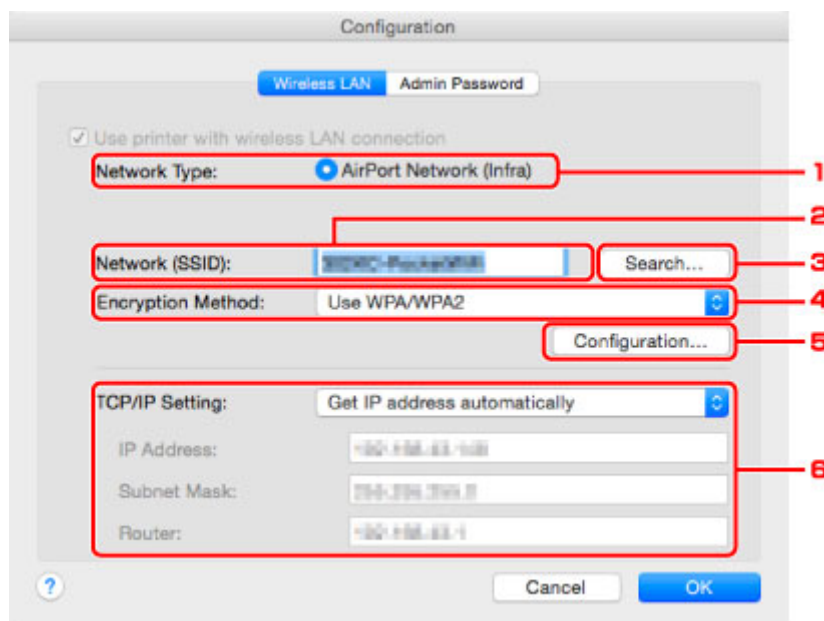 Configuration
Wireless LAN Admin Password
Use printer with wireless LAN connection
Network Type: AirPort Network (Infra) 1
2
Network (SSID): Search... 3
Encryption Method: Use WPA/WPA2 4
Configuration... 5
TCP/IP Setting: Get IP address automatically
IP Address:
6
Subnet Mask:
Router:
? Cancel OK